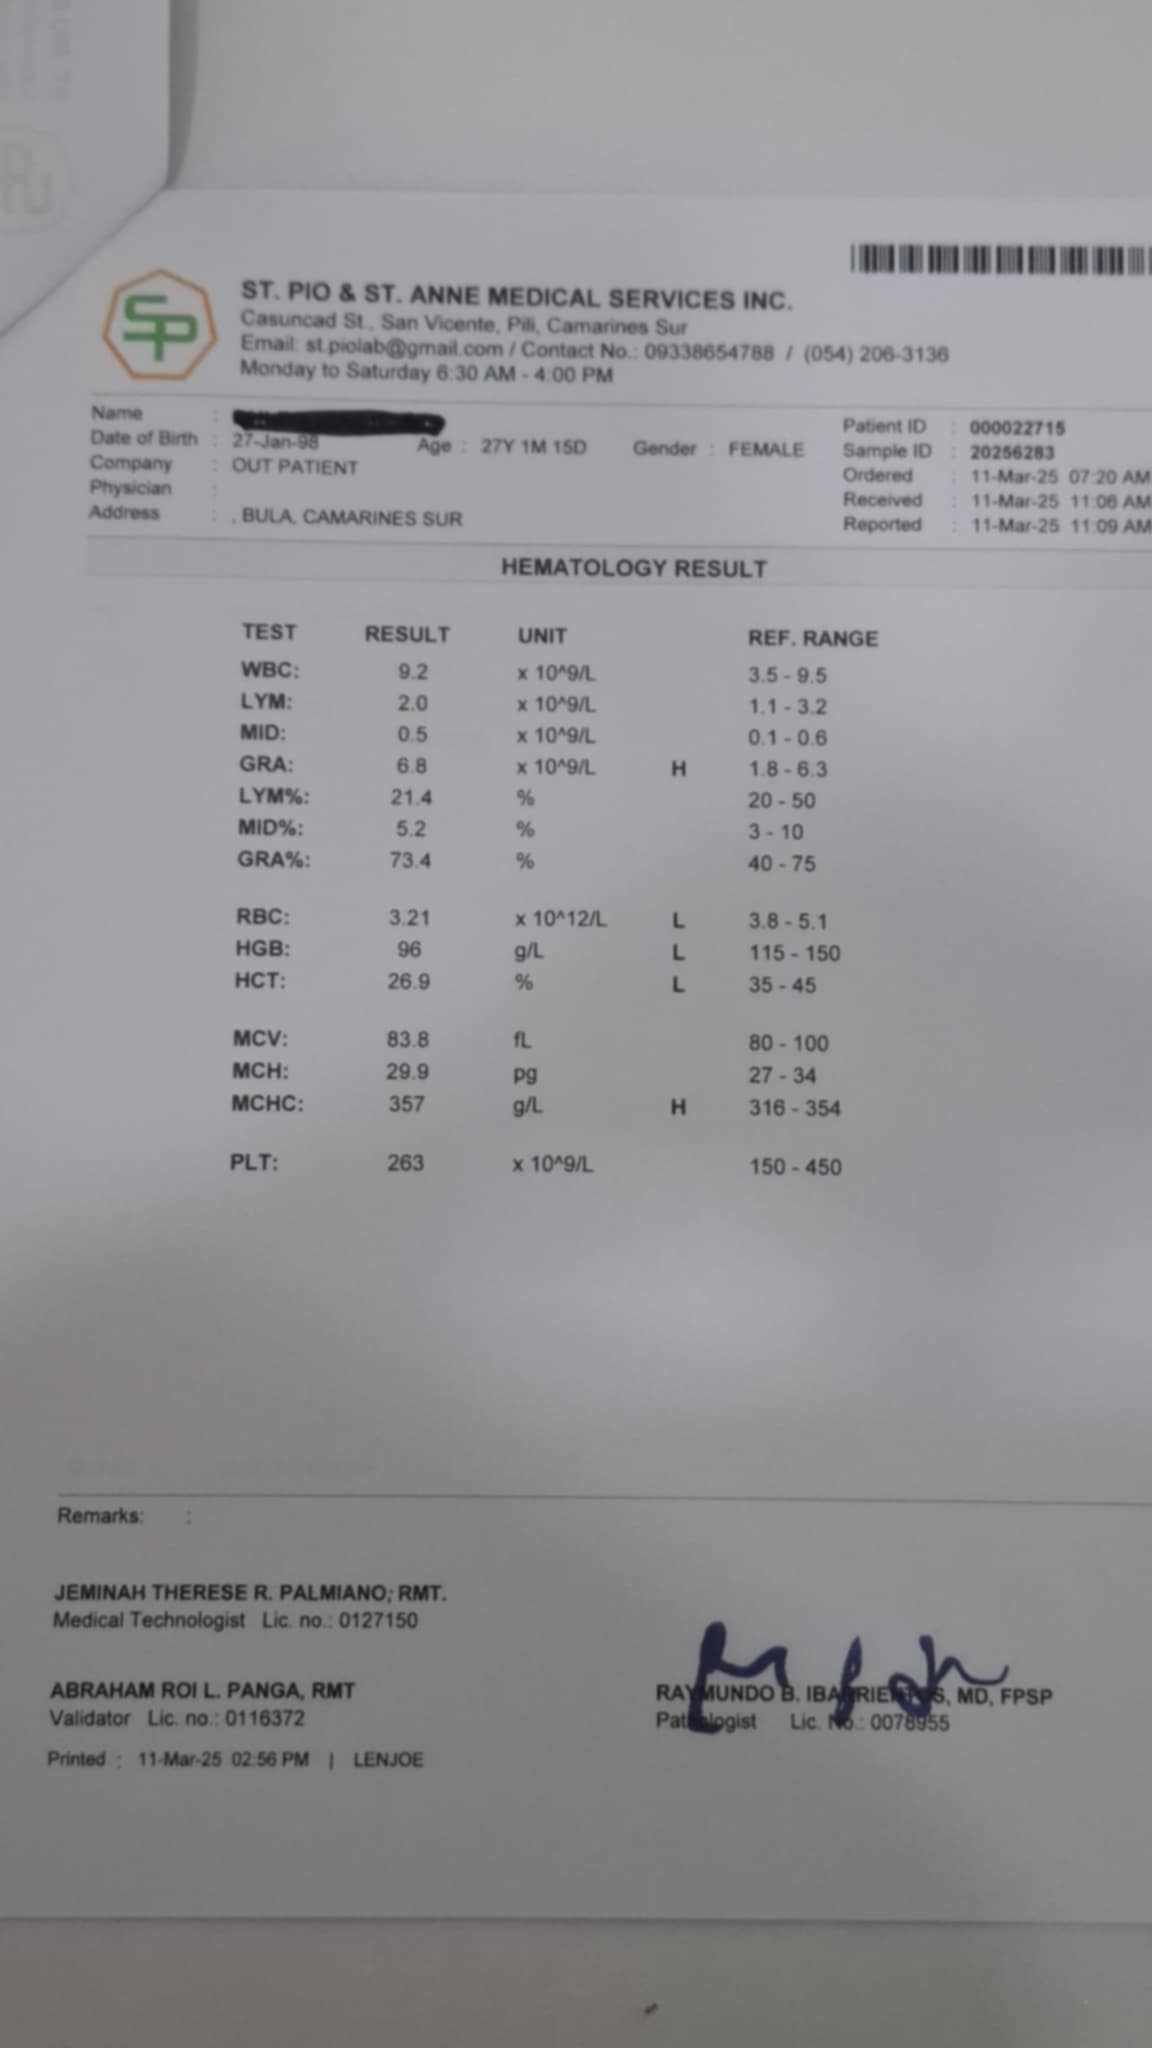 SP
ST. PIO & ST. ANNE MEDICAL SERVICES INC.
Casuncad St., San Vicente, Pili, Camarines Sur
Email: st.piolab@gmail.com / Contact No.: 09338654788 / (054) 206-3136
Monday to Saturday 6:30 AM - 4:00 PM
Name :
Date of Birth : 27-Jan-98 Age : 27Y 1M 15D Gender : FEMALE
Company : OUT PATIENT
Physician :
Address : , BULA, CAMARINES SUR
Patient ID : 000022715
Sample ID : 20256283
Ordered : 11-Mar-25 07:20 AM
Received : 11-Mar-25 11:06 AM
Reported : 11-Mar-25 11:09 AM
HEMATOLOGY RESULT
TEST RESULT UNIT REF. RANGE
WBC: 9.2 x 10^9/L 3.5 - 9.5
LYM: 2.0 x 10^9/L 1.1 - 3.2
MID: 0.5 x 10^9/L 0.1 - 0.6
GRA: 6.8 x 10^9/L H 1.8 - 6.3
LYM%: 21.4 % 20 - 50
MID%: 5.2 % 3 - 10
GRA%: 73.4 % 40 - 75
RBC: 3.21 x 10^12/L L 3.8 - 5.1
HGB: 96 g/L L 115 - 150
HCT: 26.9 % L 35 - 45
MCV: 83.8 fL 80 - 100
MCH: 29.9 pg 27 - 34
MCHC: 357 g/L H 316 - 354
PLT: 263 x 10^9/L 150 - 450
Remarks: :
JEMINAH THERESE R. PALMIANO, RMT.
Medical Technologist Lic. no.: 0127150
ABRAHAM ROI L. PANGA, RMT
Validator Lic. no.: 0116372
RAYMUNDO B. IBARRIENTOS, MD, FPSP
Pathologist Lic. No.: 0078955
Printed : 11-Mar-25 02:56 PM | LENJOE